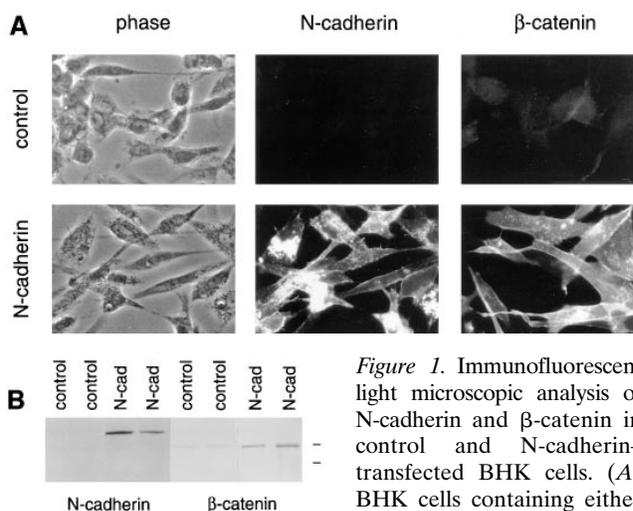 A
phase N-cadherin β-catenin
control
N-cadherin
B
control control N-cad N-cad control control N-cad N-cad
N-cadherin β-catenin
Figure 1. Immunofluorescen
light microscopic analysis o
N-cadherin and β-catenin in
control and N-cadherin-
transfected BHK cells. (A
BHK cells containing eithe